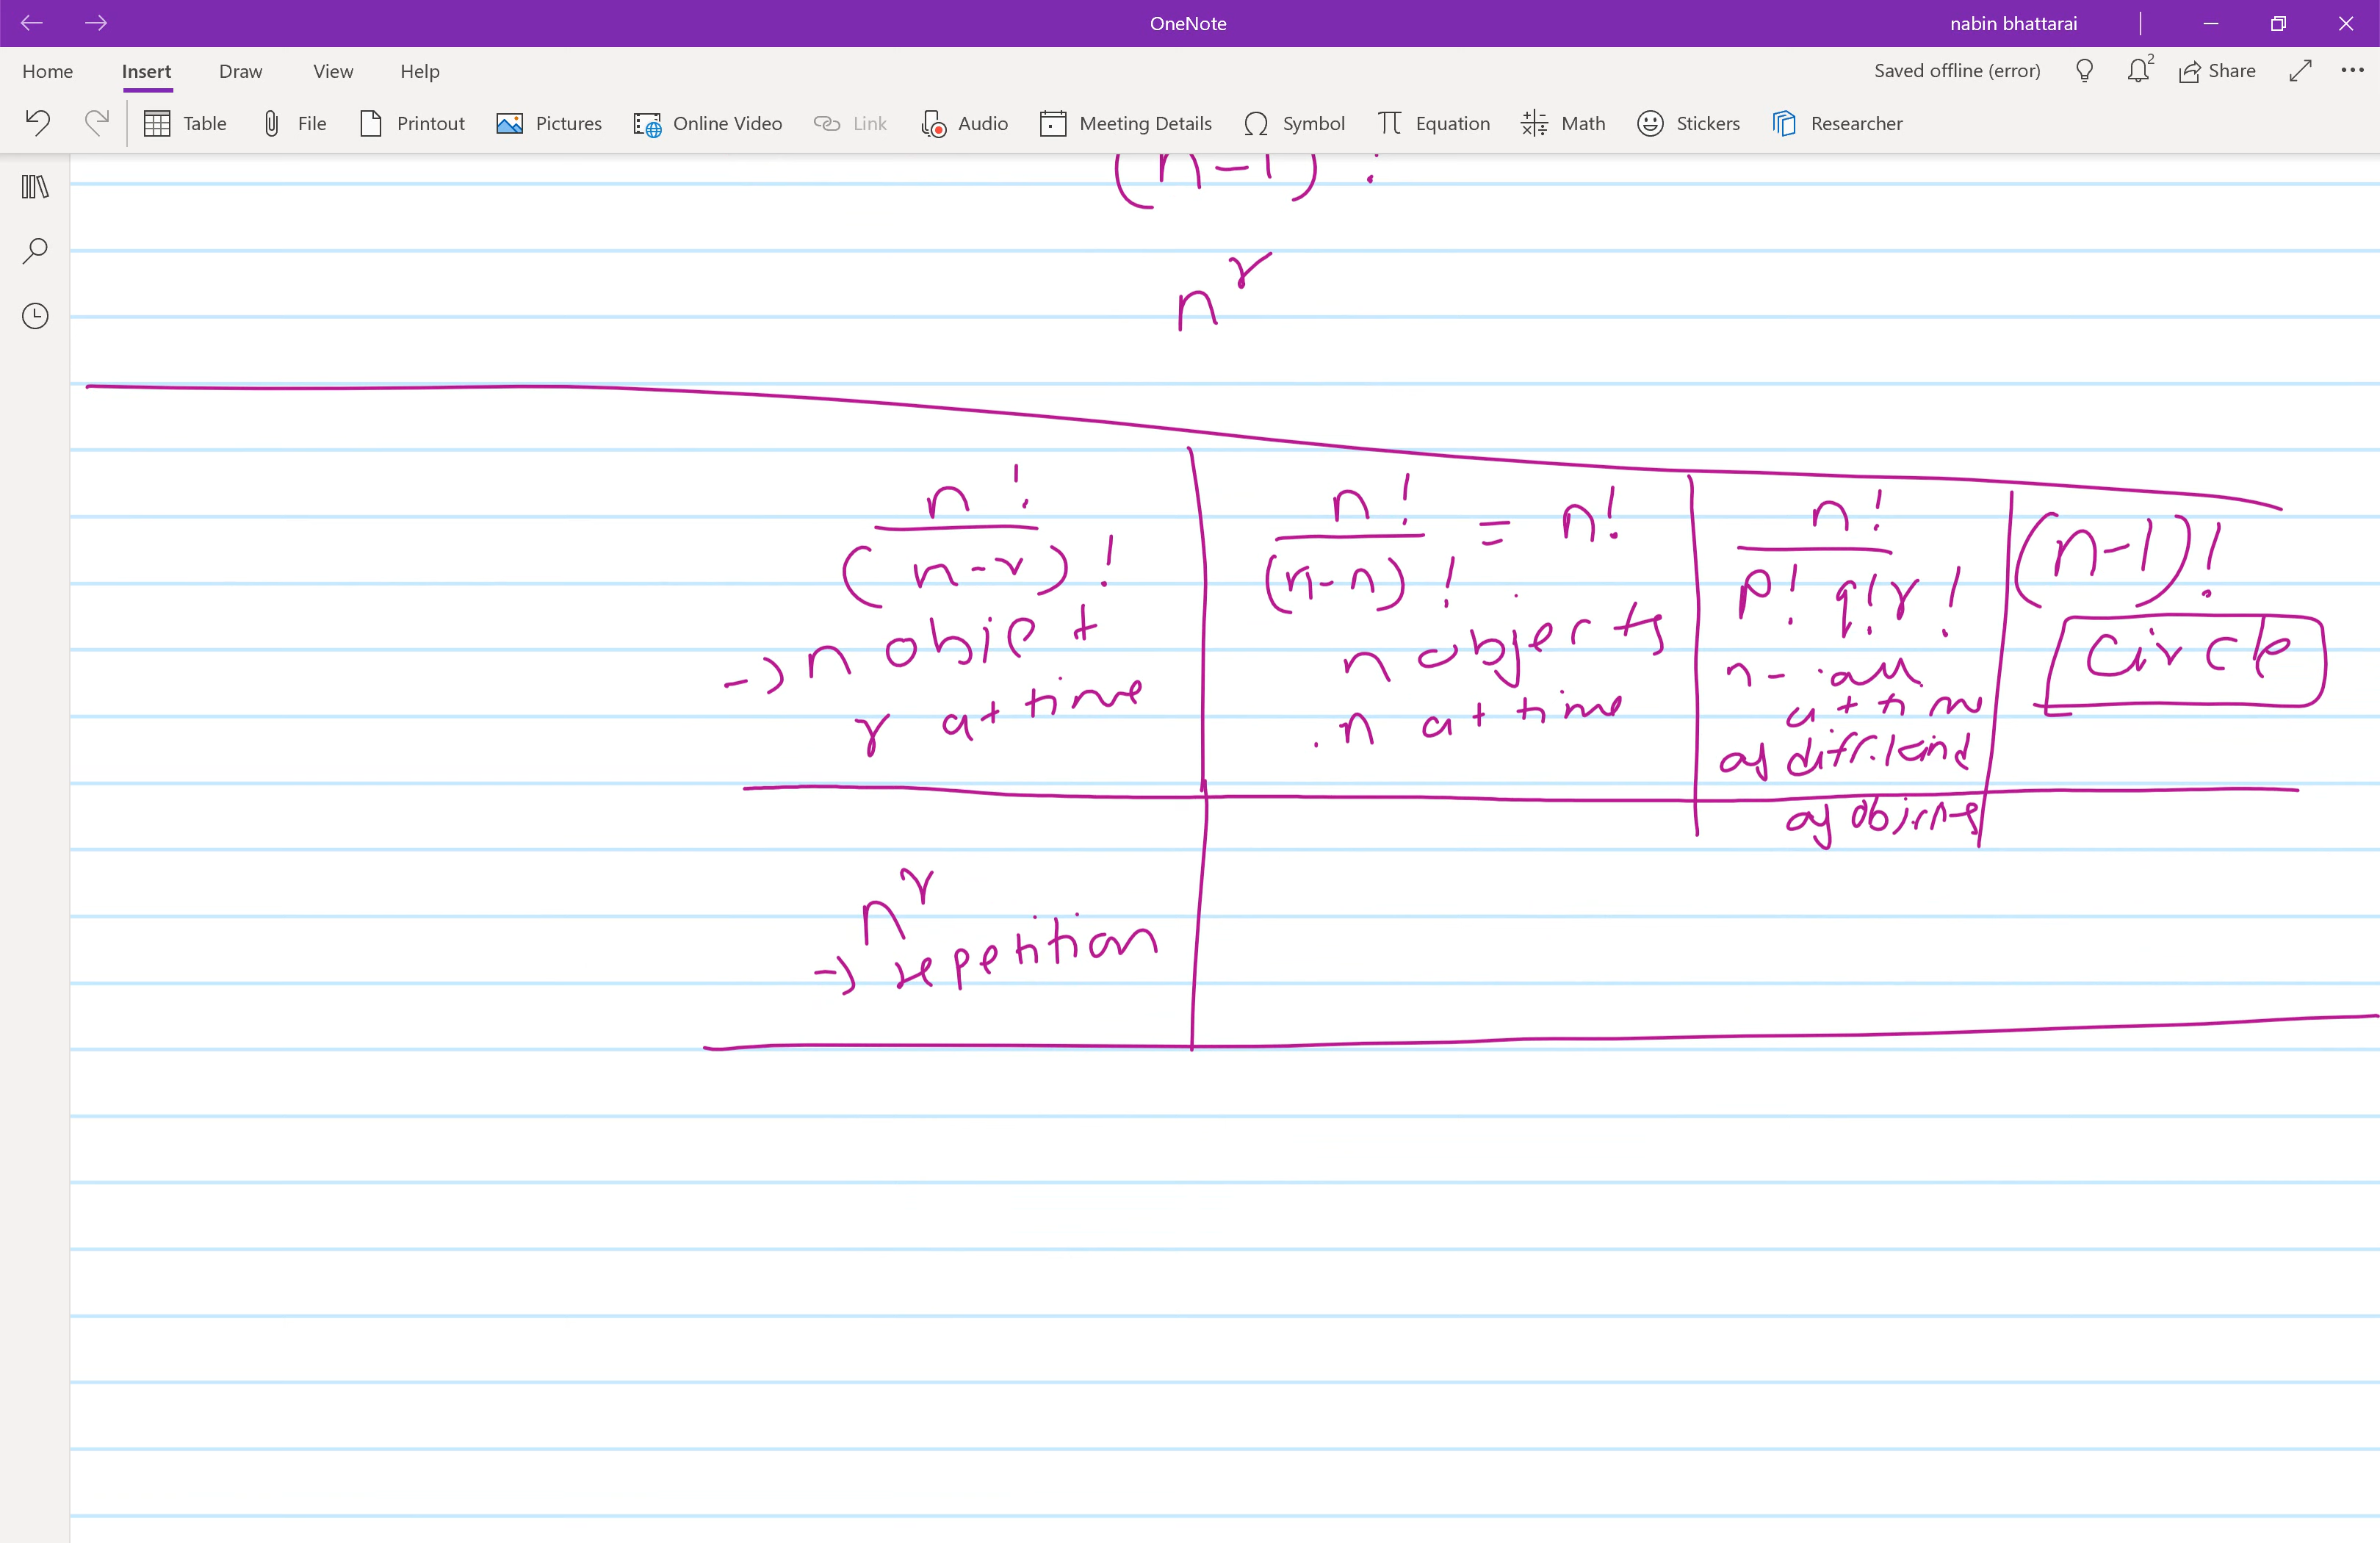 OneNote
nabin bhattarai
Home Insert Draw View Help
Saved offline (error) 2 Share
Table File Printout Pictures Online Video Link Audio Meeting Details Symbol Equation Math Stickers Researcher
(n-1)!
n^r
n!/(n-r)!
-> n object
r at time
n!/(n-n)! = n!
n objects
n at time
n!/(p! q! r!)
n - all
at
of diff. kind
of objects
(n-1)!
circle
n^r
-> repetition